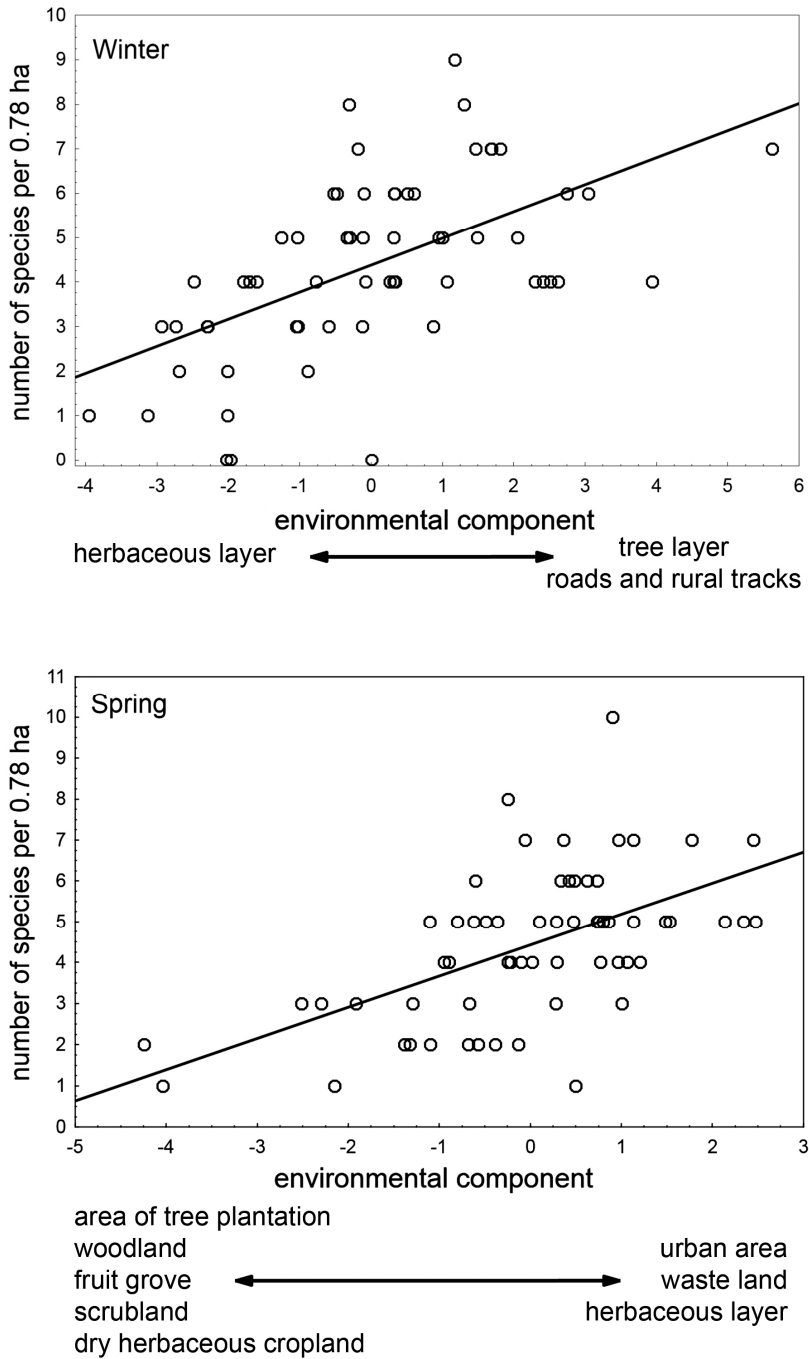 Winter
number of species per 0.78 ha
10
9
8
7
6
5
4
3
2
1
0
-4 -3 -2 -1 0 1 2 3 4 5 6
environmental component
herbaceous layer
tree layer
roads and rural tracks
Spring
number of species per 0.78 ha
11
10
9
8
7
6
5
4
3
2
1
0
-5 -4 -3 -2 -1 0 1 2 3
environmental component
area of tree plantation
woodland
fruit grove
scrubland
dry herbaceous cropland
urban area
waste land
herbaceous layer